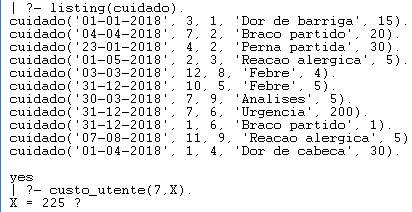 | ?- listing(cuidado).
cuidado('01-01-2018', 3, 1, 'Dor de barriga', 15).
cuidado('04-04-2018', 7, 2, 'Braco partido', 20).
cuidado('23-01-2018', 4, 2, 'Perna partida', 30).
cuidado('01-05-2018', 2, 3, 'Reacao alergica', 5).
cuidado('03-03-2018', 12, 8, 'Febre', 4).
cuidado('31-12-2018', 10, 5, 'Febre', 5).
cuidado('30-03-2018', 7, 9, 'Analises', 5).
cuidado('31-12-2018', 7, 6, 'Urgencia', 200).
cuidado('31-12-2018', 1, 6, 'Braco partido', 1).
cuidado('07-08-2018', 11, 9, 'Reacao alergica', 5)
cuidado('01-04-2018', 1, 4, 'Dor de cabeca', 30).
yes
| ?- custo_utente(7,X).
X = 225 ?